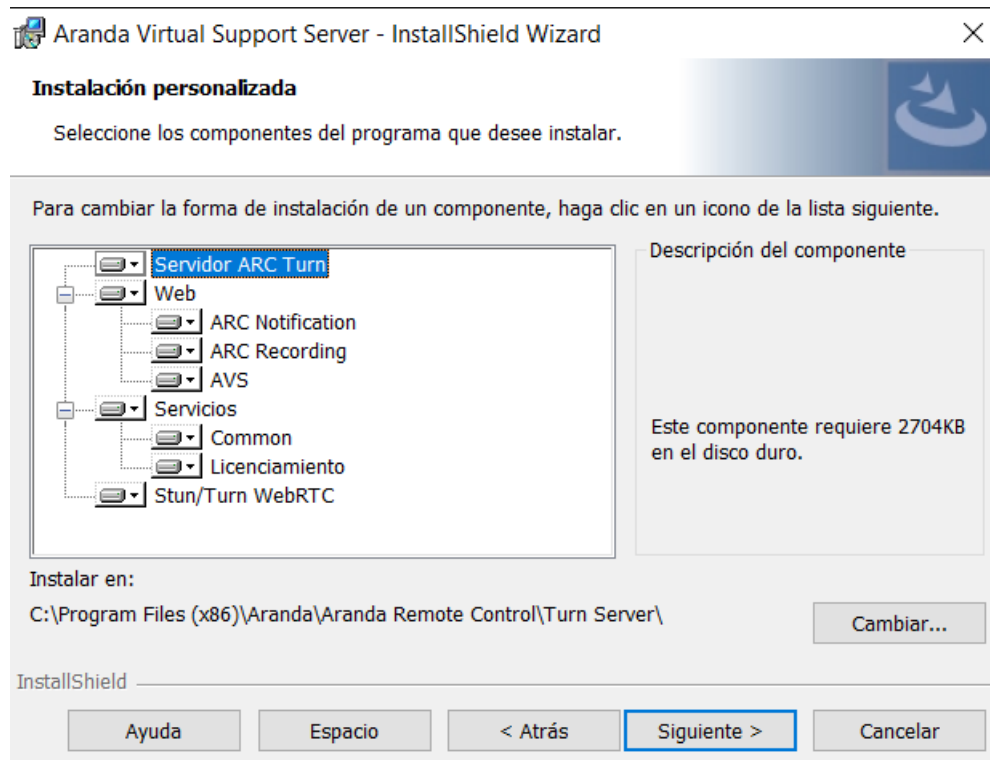 Aranda Virtual Support Server - InstallShield Wizard
Instalación personalizada
Seleccione los componentes del programa que desee instalar.
Para cambiar la forma de instalación de un componente, haga clic en un icono de la lista siguiente.
Servidor ARC Turn
Web
ARC Notification
ARC Recording
AVS
Servicios
Common
Licenciamiento
Stun/Turn WebRTC
Descripción del componente
Este componente requiere 2704KB
en el disco duro.
Instalar en:
C:\Program Files (x86)\Aranda\Aranda Remote Control\Turn Server\
Cambiar...
InstallShield
Ayuda
Espacio
< Atrás
Siguiente >
Cancelar